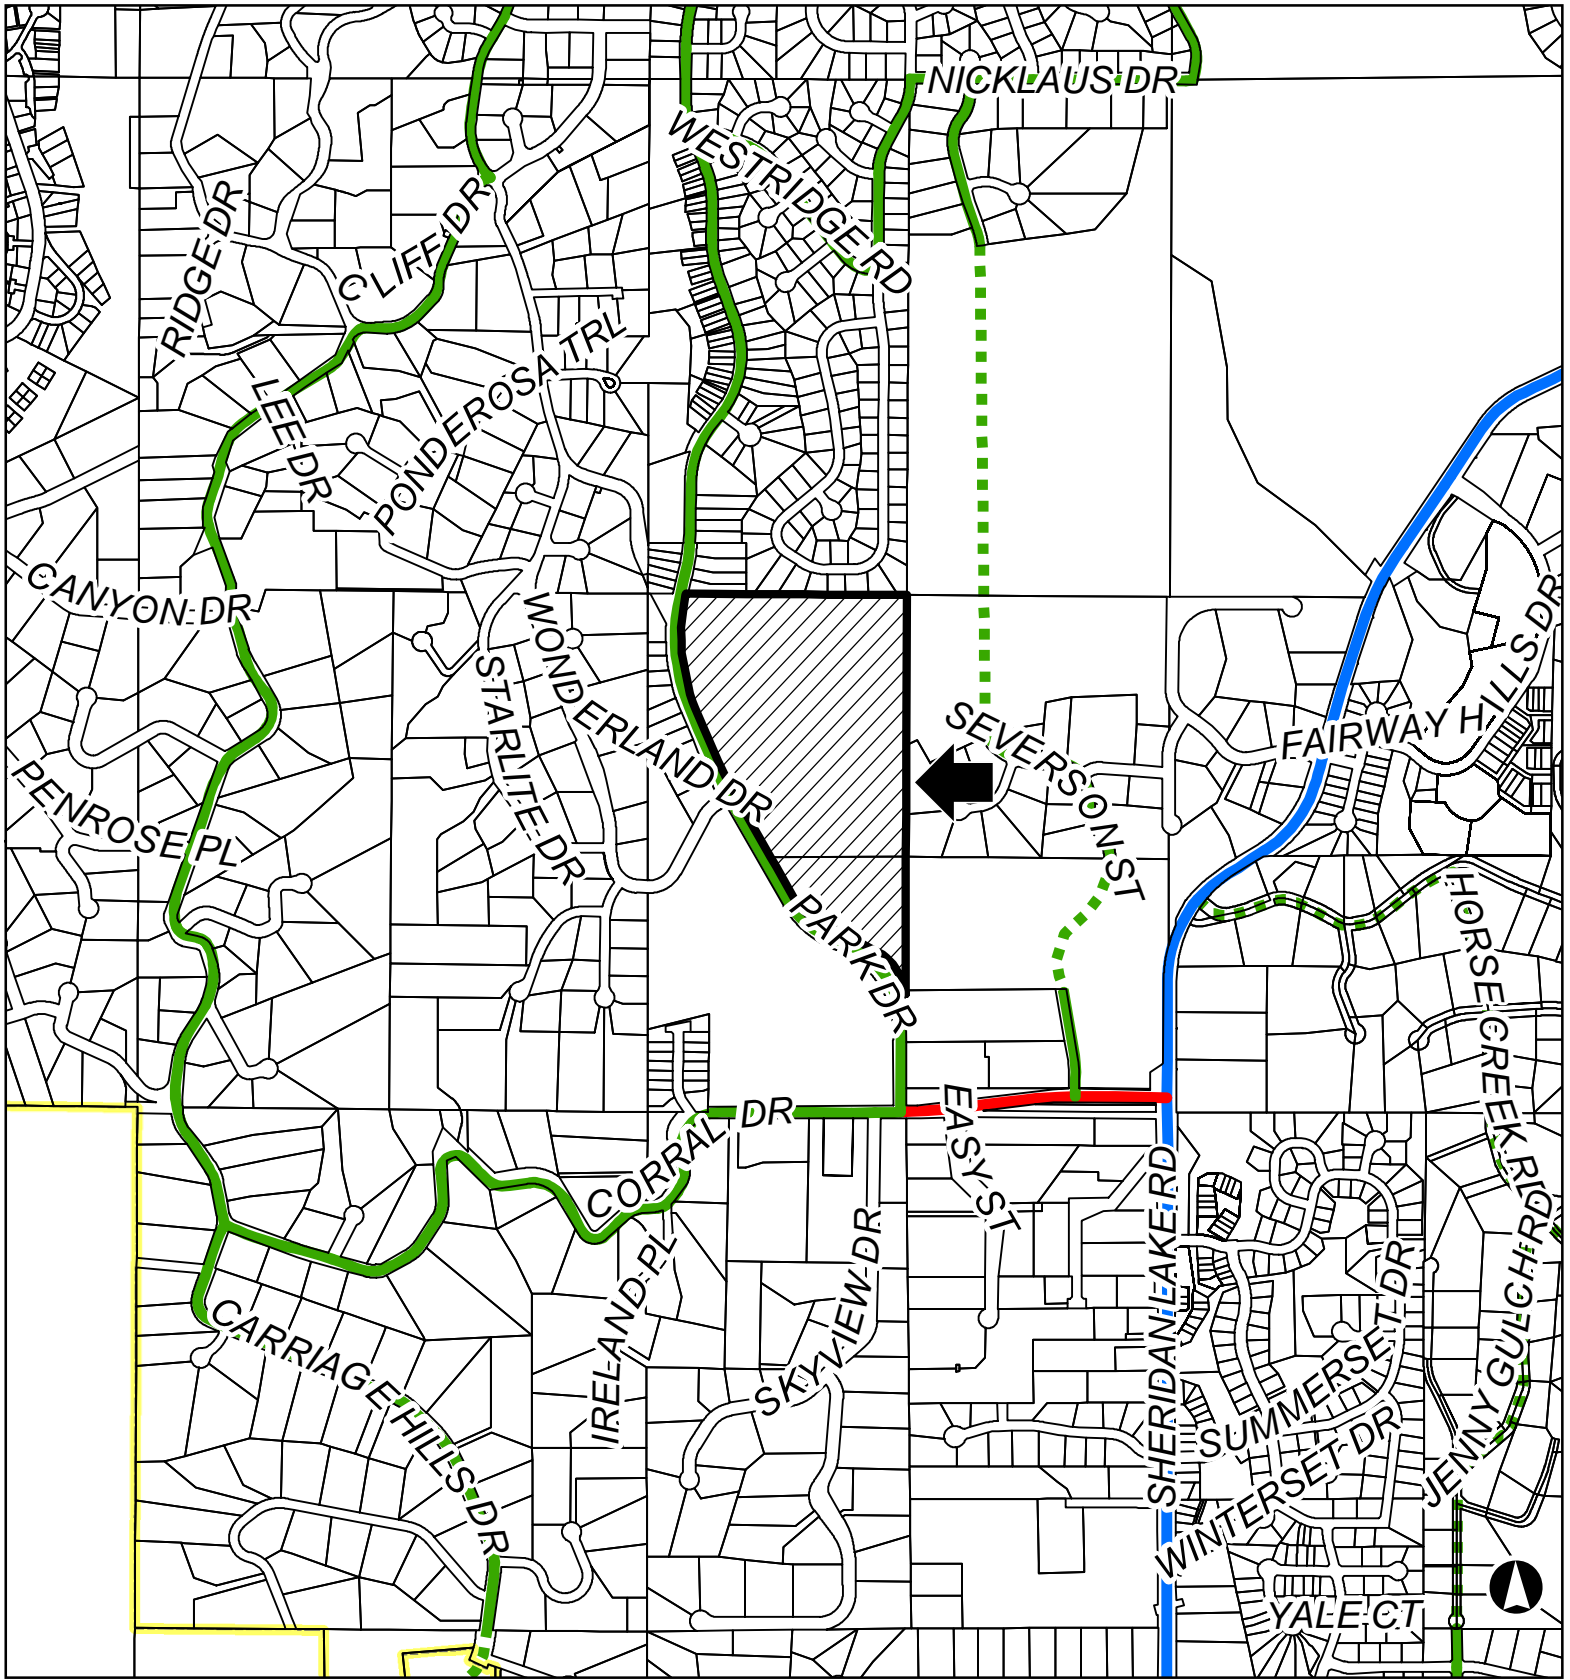 NICKLAUS DR
WESTRIDGE RD
RIDGE DR
CLIFF DR
PONDEROSA TRL
LEE DR
CANYON DR
WONDERLAND DR
STARLITE DR
FAIRWAY HILLS DR
SEVERSON ST
PENROSE PL
PARK DR
HORSE CREEK RD
EASY ST
CORRAL DR
SHERIDAN LAKE RD
IRELAND PL
SKYVIEW DR
JENNY GULCH RD
CARRIAGE HILLS DR
SUMMERSET DR
WINTERSET DR
YALE CT